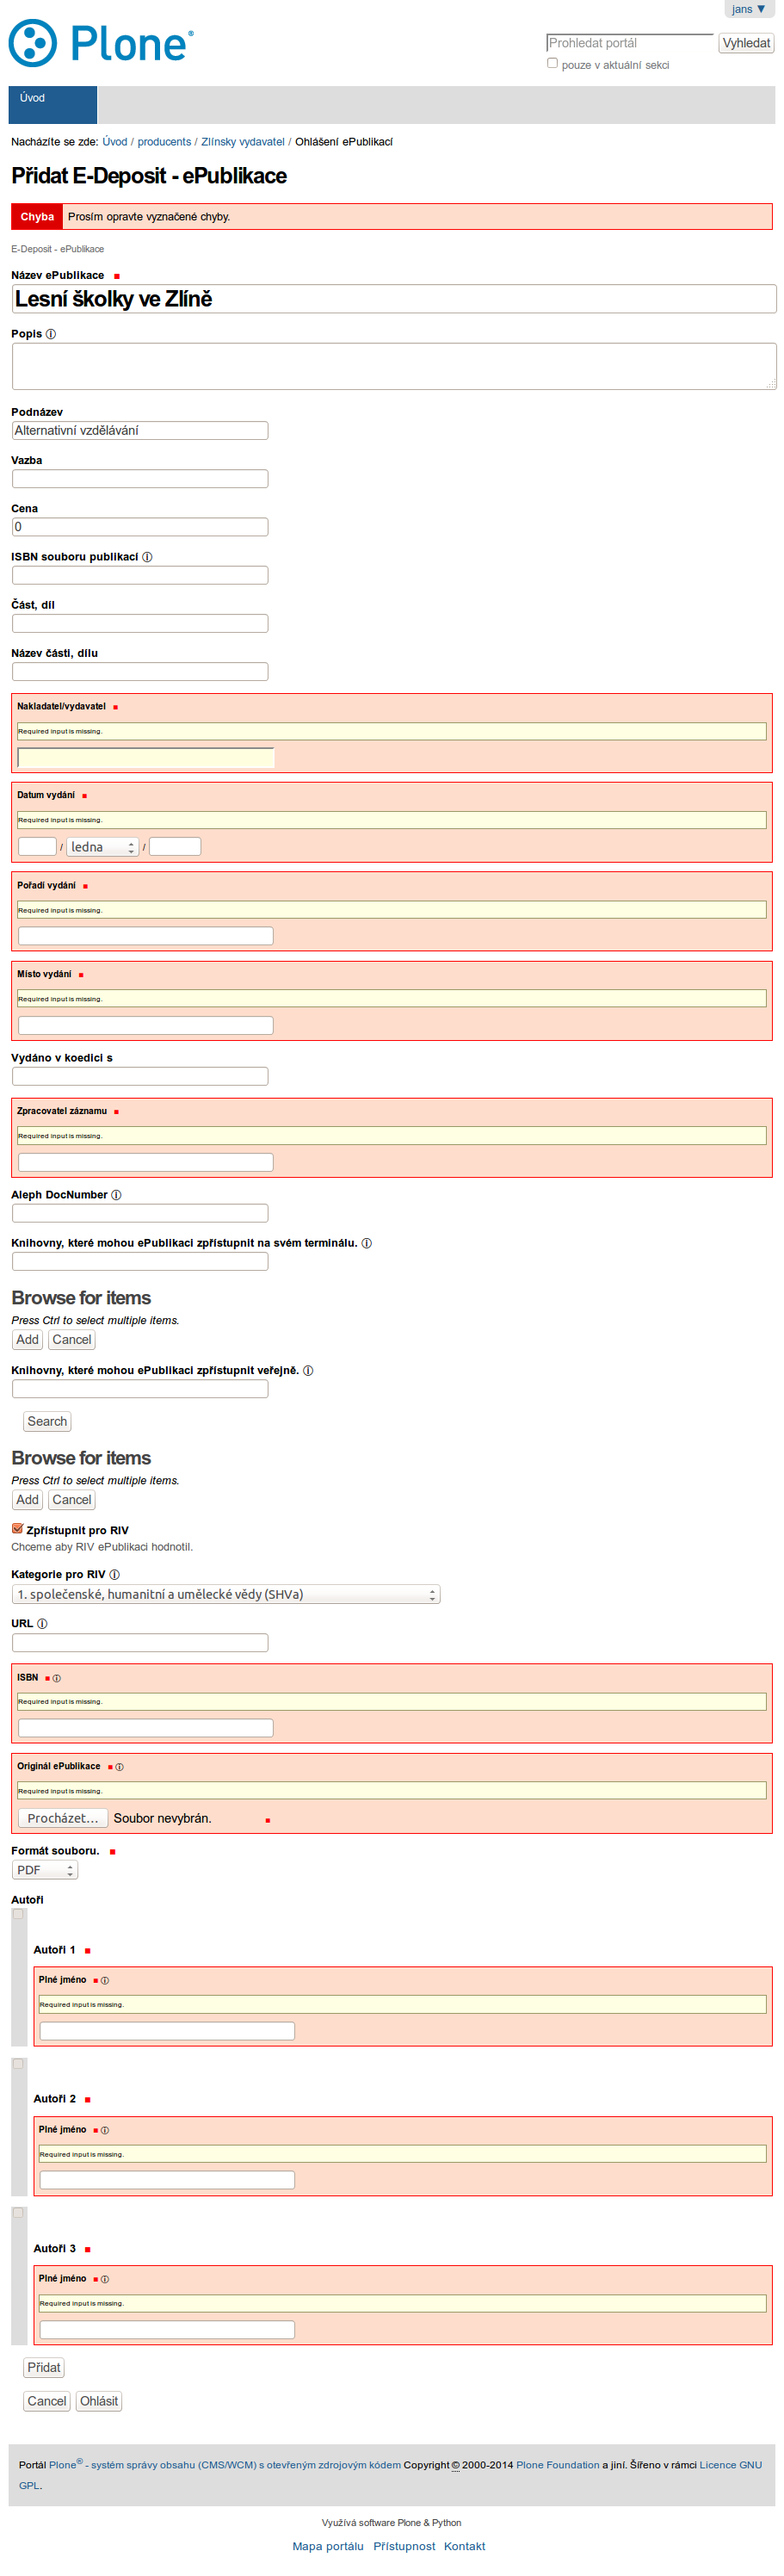 jans ▼
Plone®
Prohledat portál
Vyhledat
pouze v aktuální sekci
Úvod
Nacházíte se zde: Úvod / producents / Zlínsky vydavatel / Ohlášení ePublikací
Přidat E-Deposit - ePublikace
Chyba Prosím opravte vyznačené chyby.
E-Deposit - ePublikace
Název ePublikace
Lesní školky ve Zlíně
Popis
Podnázev
Alternativní vzdělávání
Vazba
Cena
0
ISBN souboru publikací
Část, díl
Název části, dílu
Nakladatel/vydavatel
Required input is missing.
Datum vydání
Required input is missing.
/ ledna /
Pořadí vydání
Required input is missing.
Místo vydání
Required input is missing.
Vydáno v koedici s
Zpracovatel záznamu
Required input is missing.
Aleph DocNumber
Knihovny, které mohou ePublikaci zpřístupnit na svém terminálu.
Browse for items
Press Ctrl to select multiple items.
Add Cancel
Knihovny, které mohou ePublikaci zpřístupnit veřejně.
Search
Browse for items
Press Ctrl to select multiple items.
Add Cancel
Zpřístupnit pro RIV
Chceme aby RIV ePublikaci hodnotil.
Kategorie pro RIV
1. společenské, humanitní a umělecké vědy (SHVa)
URL
ISBN
Required input is missing.
Originál ePublikace
Required input is missing.
Procházet... Soubor nevybrán.
Formát souboru.
PDF
Autoři
Autoři 1
Plné jméno
Required input is missing.
Autoři 2
Plné jméno
Required input is missing.
Autoři 3
Plné jméno
Required input is missing.
Přidat
Cancel Ohlásit
Portál Plone® - systém správy obsahu (CMS/WCM) s otevřeným zdrojovým kódem Copyright © 2000-2014 Plone Foundation a jiní. Šířeno v rámci Licence GNU
GPL.
Využívá software Plone & Python
Mapa portálu Přístupnost Kontakt